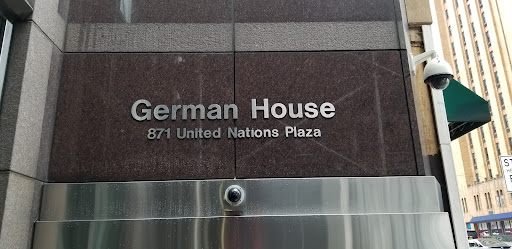 German House
871 United Nations Plaza